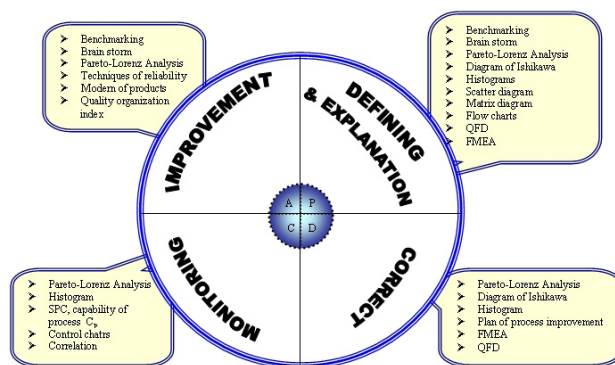 Benchmarking
Brain storm
Pareto-Lorenz Analysis
Techniques of reliability
Modern of products
Quality organization
index
Benchmarking
Brain storm
Pareto-Lorenz Analysis
Diagram of Ishikawa
Histograms
Scatter diagram
Matrix diagram
Flow charts
QFD
FMEA
IMPROVEMENT
DEFINING
& EXPLANATION
A P
C D
MONITORING
CORRECT
Pareto-Lorenz Analysis
Histogram
SPC, capability of
process Cp
Control chatrs
Correlation
Pareto-Lorenz Analysis
Diagram of Ishikawa
Histogram
Plan of process improvement
FMEA
QFD